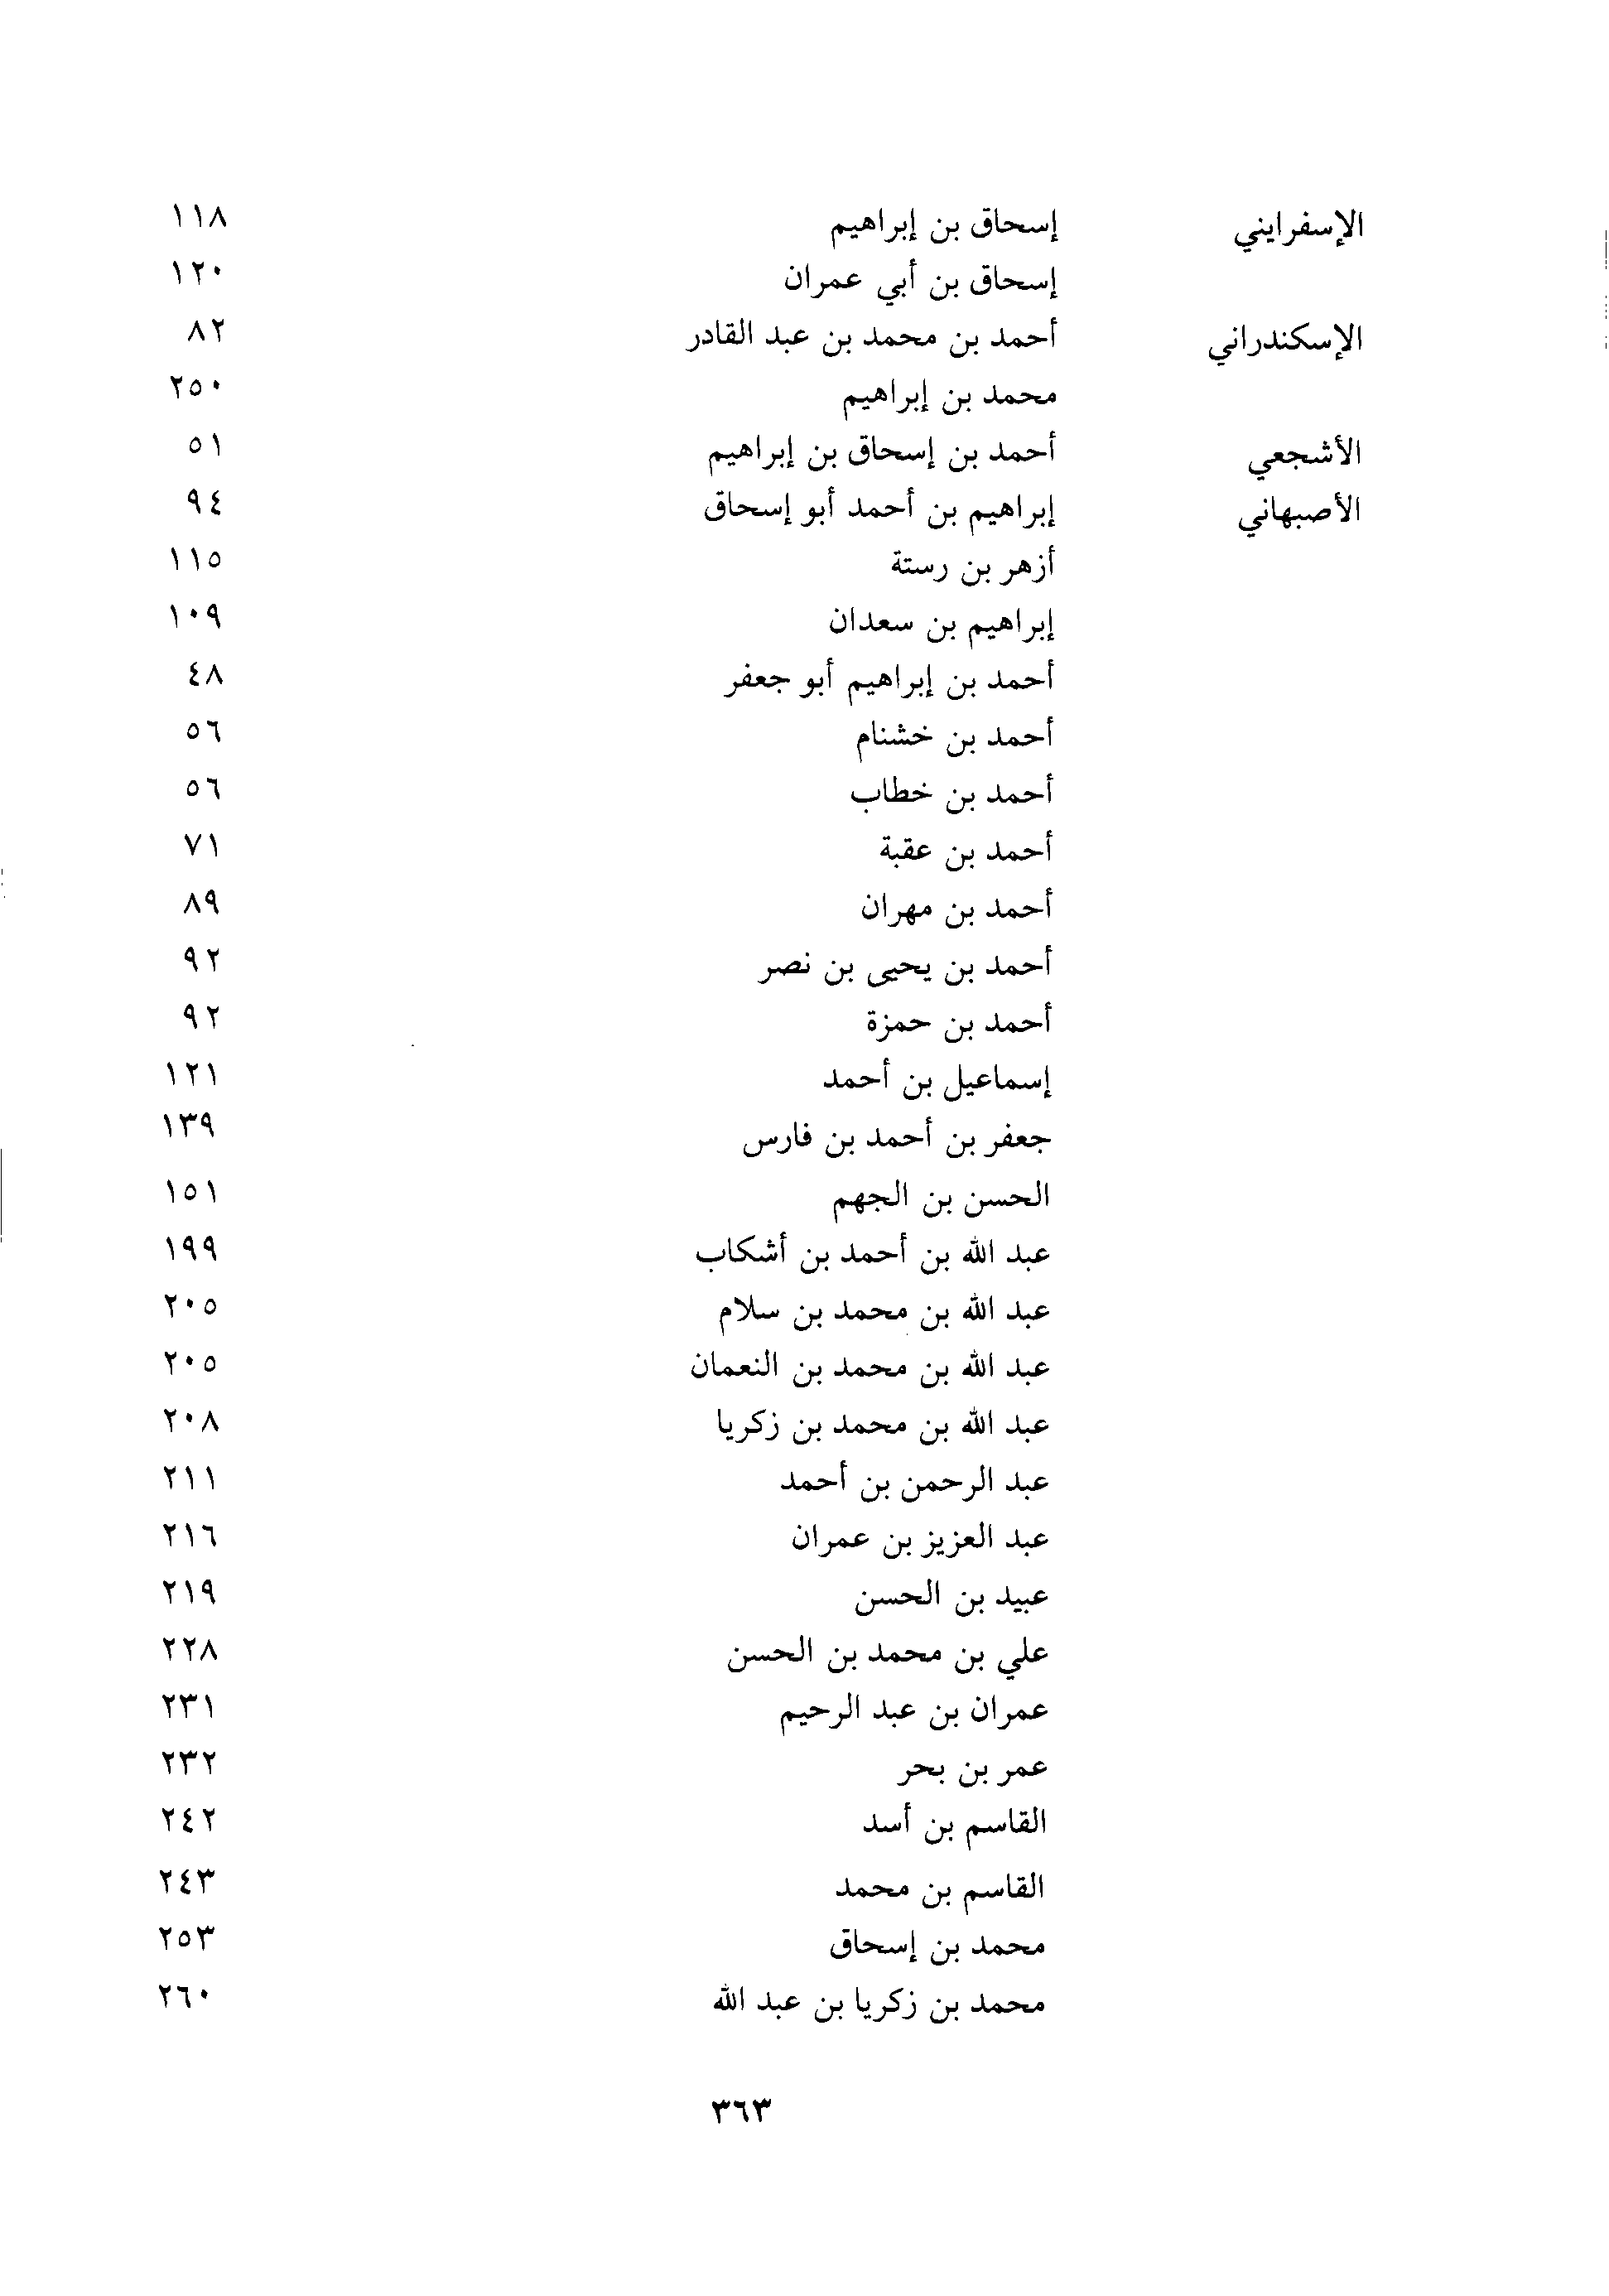 الإسفرايني إسحاق بن إبراهيم ١١٨
إسحاق بن أبي عمران ١٢٠
الإسكندراني أحمد بن محمد بن عبد القادر ٨٢
محمد بن إبراهيم ٢٥٠
الأشجعي أحمد بن إسحاق بن إبراهيم ٥١
الأصبهاني إبراهيم بن أحمد أبو إسحاق ٩٤
أزهر بن رستة ١١٥
إبراهيم بن سعدان ١٠٩
أحمد بن إبراهيم أبو جعفر ٤٨
أحمد بن خشنام ٥٦
أحمد بن خطاب ٥٦
أحمد بن عقبة ٧١
أحمد بن مهران ٨٩
أحمد بن يحيى بن نصر ٩٢
أحمد بن حمزة ٩٢
إسماعيل بن أحمد ١٢١
جعفر بن أحمد بن فارس ١٣٩
الحسن بن الجهم ١٥١
عبد الله بن أحمد بن أشكاب ١٩٩
عبد الله بن محمد بن سلام ٢٠٥
عبد الله بن محمد بن النعمان ٢٠٥
عبد الله بن محمد بن زكريا ٢٠٨
عبد الرحمن بن أحمد ٢١١
عبد العزيز بن عمران ٢١٦
عبيد بن الحسن ٢١٩
علي بن محمد بن الحسن ٢٢٨
عمران بن عبد الرحيم ٢٣١
عمر بن بحر ٢٣٢
القاسم بن أسد ٢٤٢
القاسم بن محمد ٢٤٣
محمد بن إسحاق ٢٥٣
محمد بن زكريا بن عبد الله ٢٦٠
٣٦٣